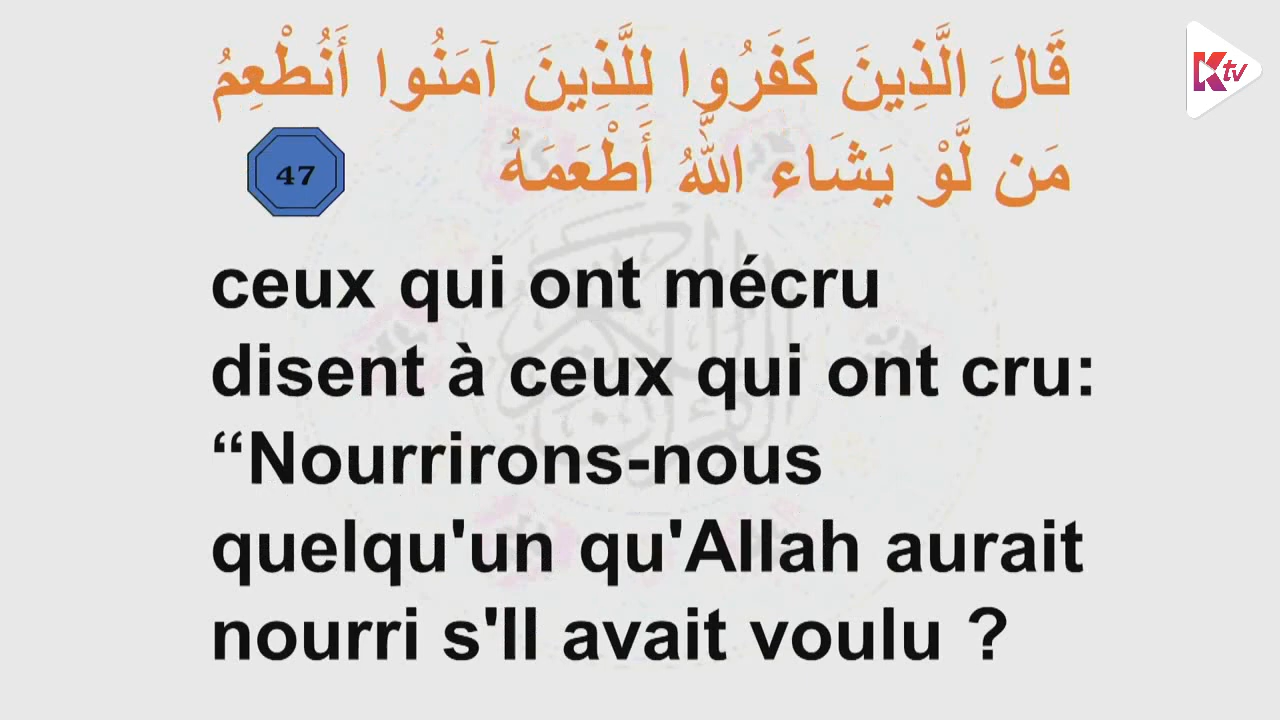 قَالَ الَّذِينَ كَفَرُوا لِلَّذِينَ آمَنُوا أَنُطْعِمُ
مَن لَّوْ يَشَاء اللَّهُ أَطْعَمَهُ
47
ceux qui ont mécru
disent à ceux qui ont cru:
“Nourrirons-nous
quelqu'un qu'Allah aurait
nourri s'Il avait voulu ?
Ktv